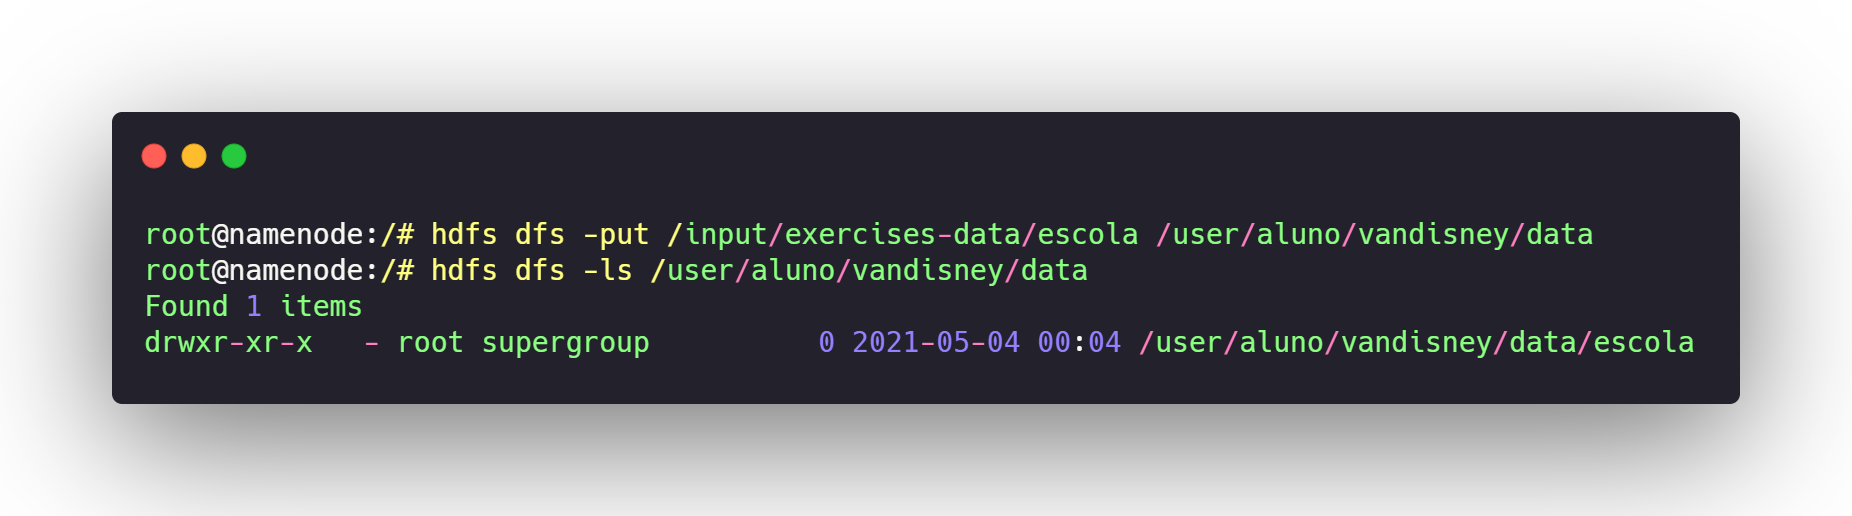 root@namenode:/# hdfs dfs -put /input/exercises-data/escola /user/aluno/vandisney/data
root@namenode:/# hdfs dfs -ls /user/aluno/vandisney/data
Found 1 items
drwxr-xr-x   - root supergroup          0 2021-05-04 00:04 /user/aluno/vandisney/data/escola